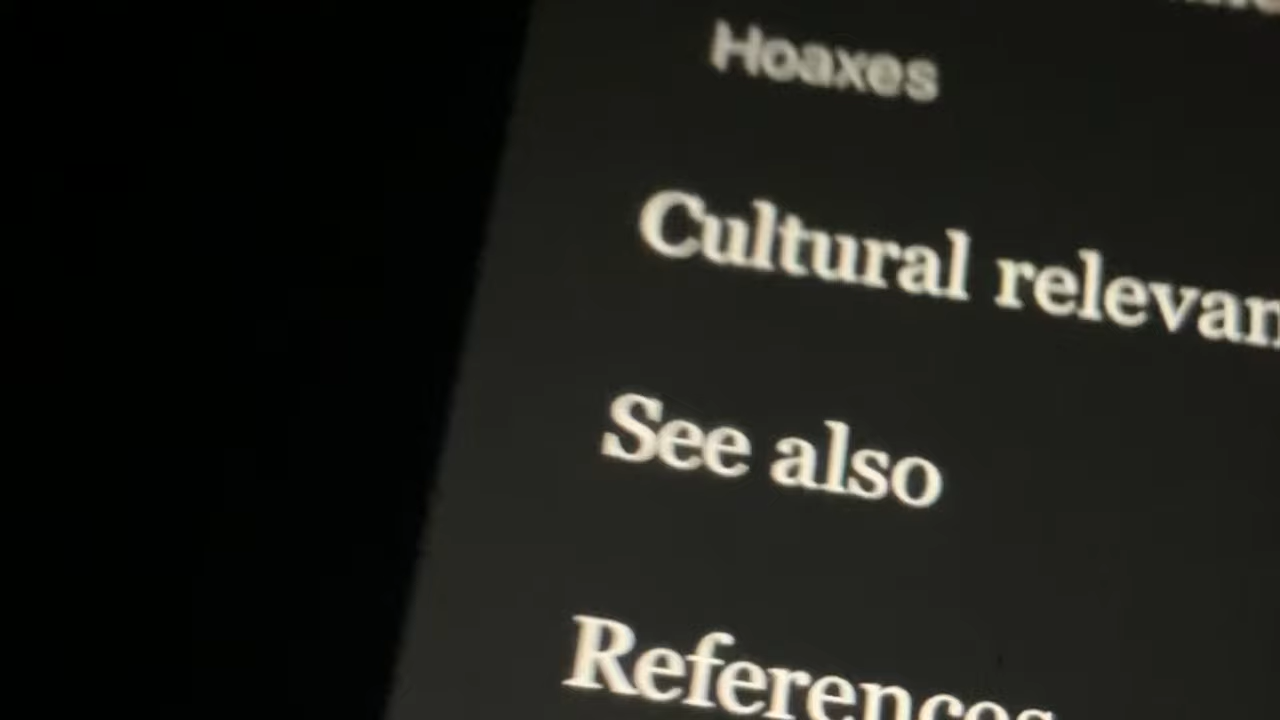 Hoaxes
Cultural relevan
See also
References